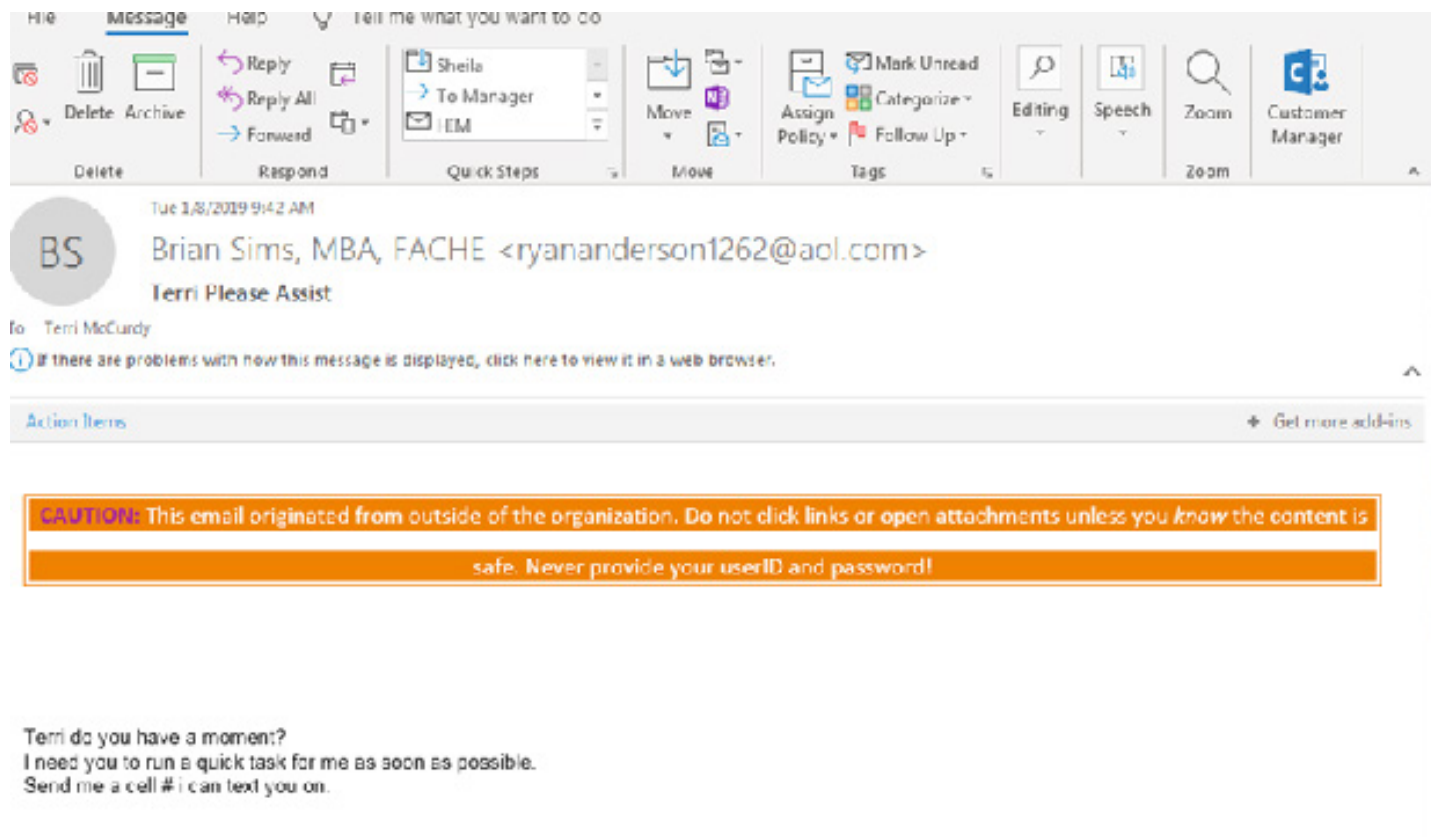 File Message Help Tell me what you want to do
Delete Archive
Reply
Reply All
Forward
Sheila
To Manager
Move
Assign Policy
Mark Unread
Categorize
Follow Up
Editing
Speech
Zoom
Customer Manager
Delete Respond Quick Steps Move Tags Zoom
Tue 1/8/2019 9:42 AM
BS
Brian Sims, MBA, FACHE <ryananderson1262@aol.com>
Terri Please Assist
To Terri McCurdy
If there are problems with how this message is displayed, click here to view it in a web browser.
Action Items + Get more add-ins
CAUTION: This email originated from outside of the organization. Do not click links or open attachments unless you know the content is
safe. Never provide your userID and password!
Terri do you have a moment?
I need you to run a quick task for me as soon as possible.
Send me a cell # i can text you on.